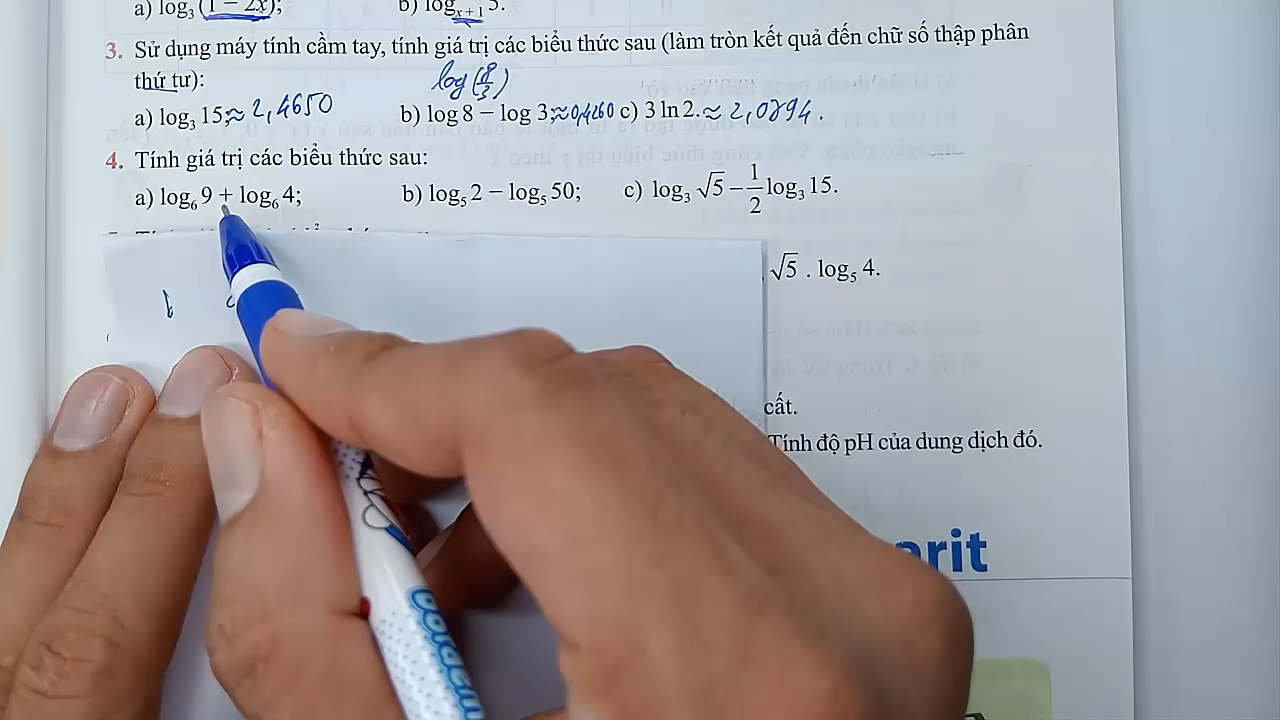 a) log₃(1 − 2x); b) logₓ₊₁ 5.
3. Sử dụng máy tính cầm tay, tính giá trị các biểu thức sau (làm tròn kết quả đến chữ số thập phân
thứ tư):
log(8/3)
a) log₃ 15 ≈ 2,4650 b) log 8 − log 3 ≈ 0,4260 c) 3 ln 2. ≈ 2,0794.
4. Tính giá trị các biểu thức sau:
a) log₆ 9 + log₆ 4; b) log₅ 2 − log₅ 50; c) log₃ √5 − 1/2 log₃ 15.
√5 . log₅ 4.
cất.
Tính độ pH của dung dịch đó.
arit